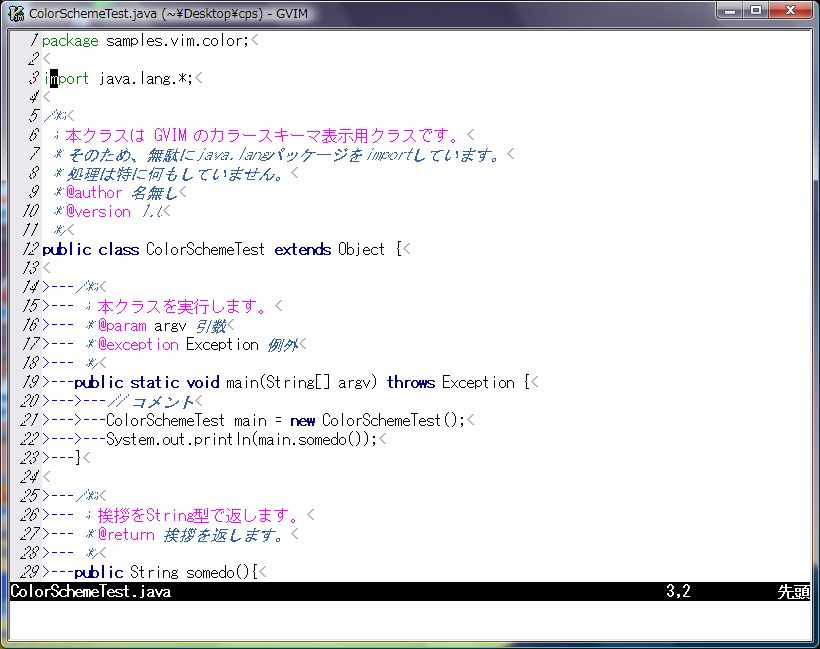 ColorSchemeTest.java (~¥Desktop¥cps) - GVIM
1 package samples.vim.color;<
2 <
3 import java.lang.*;<
4 <
5 /**<
6  * 本クラスは GVIM のカラースキーマ表示用クラスです。<
7  * そのため、無駄にjava.langパッケージをimportしています。<
8  * 処理は特に何もしていません。<
9  * @author 名無し<
10  * @version 1.0<
11  */<
12 public class ColorSchemeTest extends Object {<
13 <
14 >---/**<
15 >--- * 本クラスを実行します。<
16 >--- * @param argv 引数<
17 >--- * @exception Exception 例外<
18 >--- */<
19 >---public static void main(String[] argv) throws Exception {<
20 >--->---// コメント<
21 >--->---ColorSchemeTest main = new ColorSchemeTest();<
22 >--->---System.out.println(main.somedo());<
23 >---}<
24 <
25 >---/**<
26 >--- * 挨拶をString型で返します。<
27 >--- * @return 挨拶を返します。<
28 >--- */<
29 >---public String somedo(){<
ColorSchemeTest.java 3,2 先頭